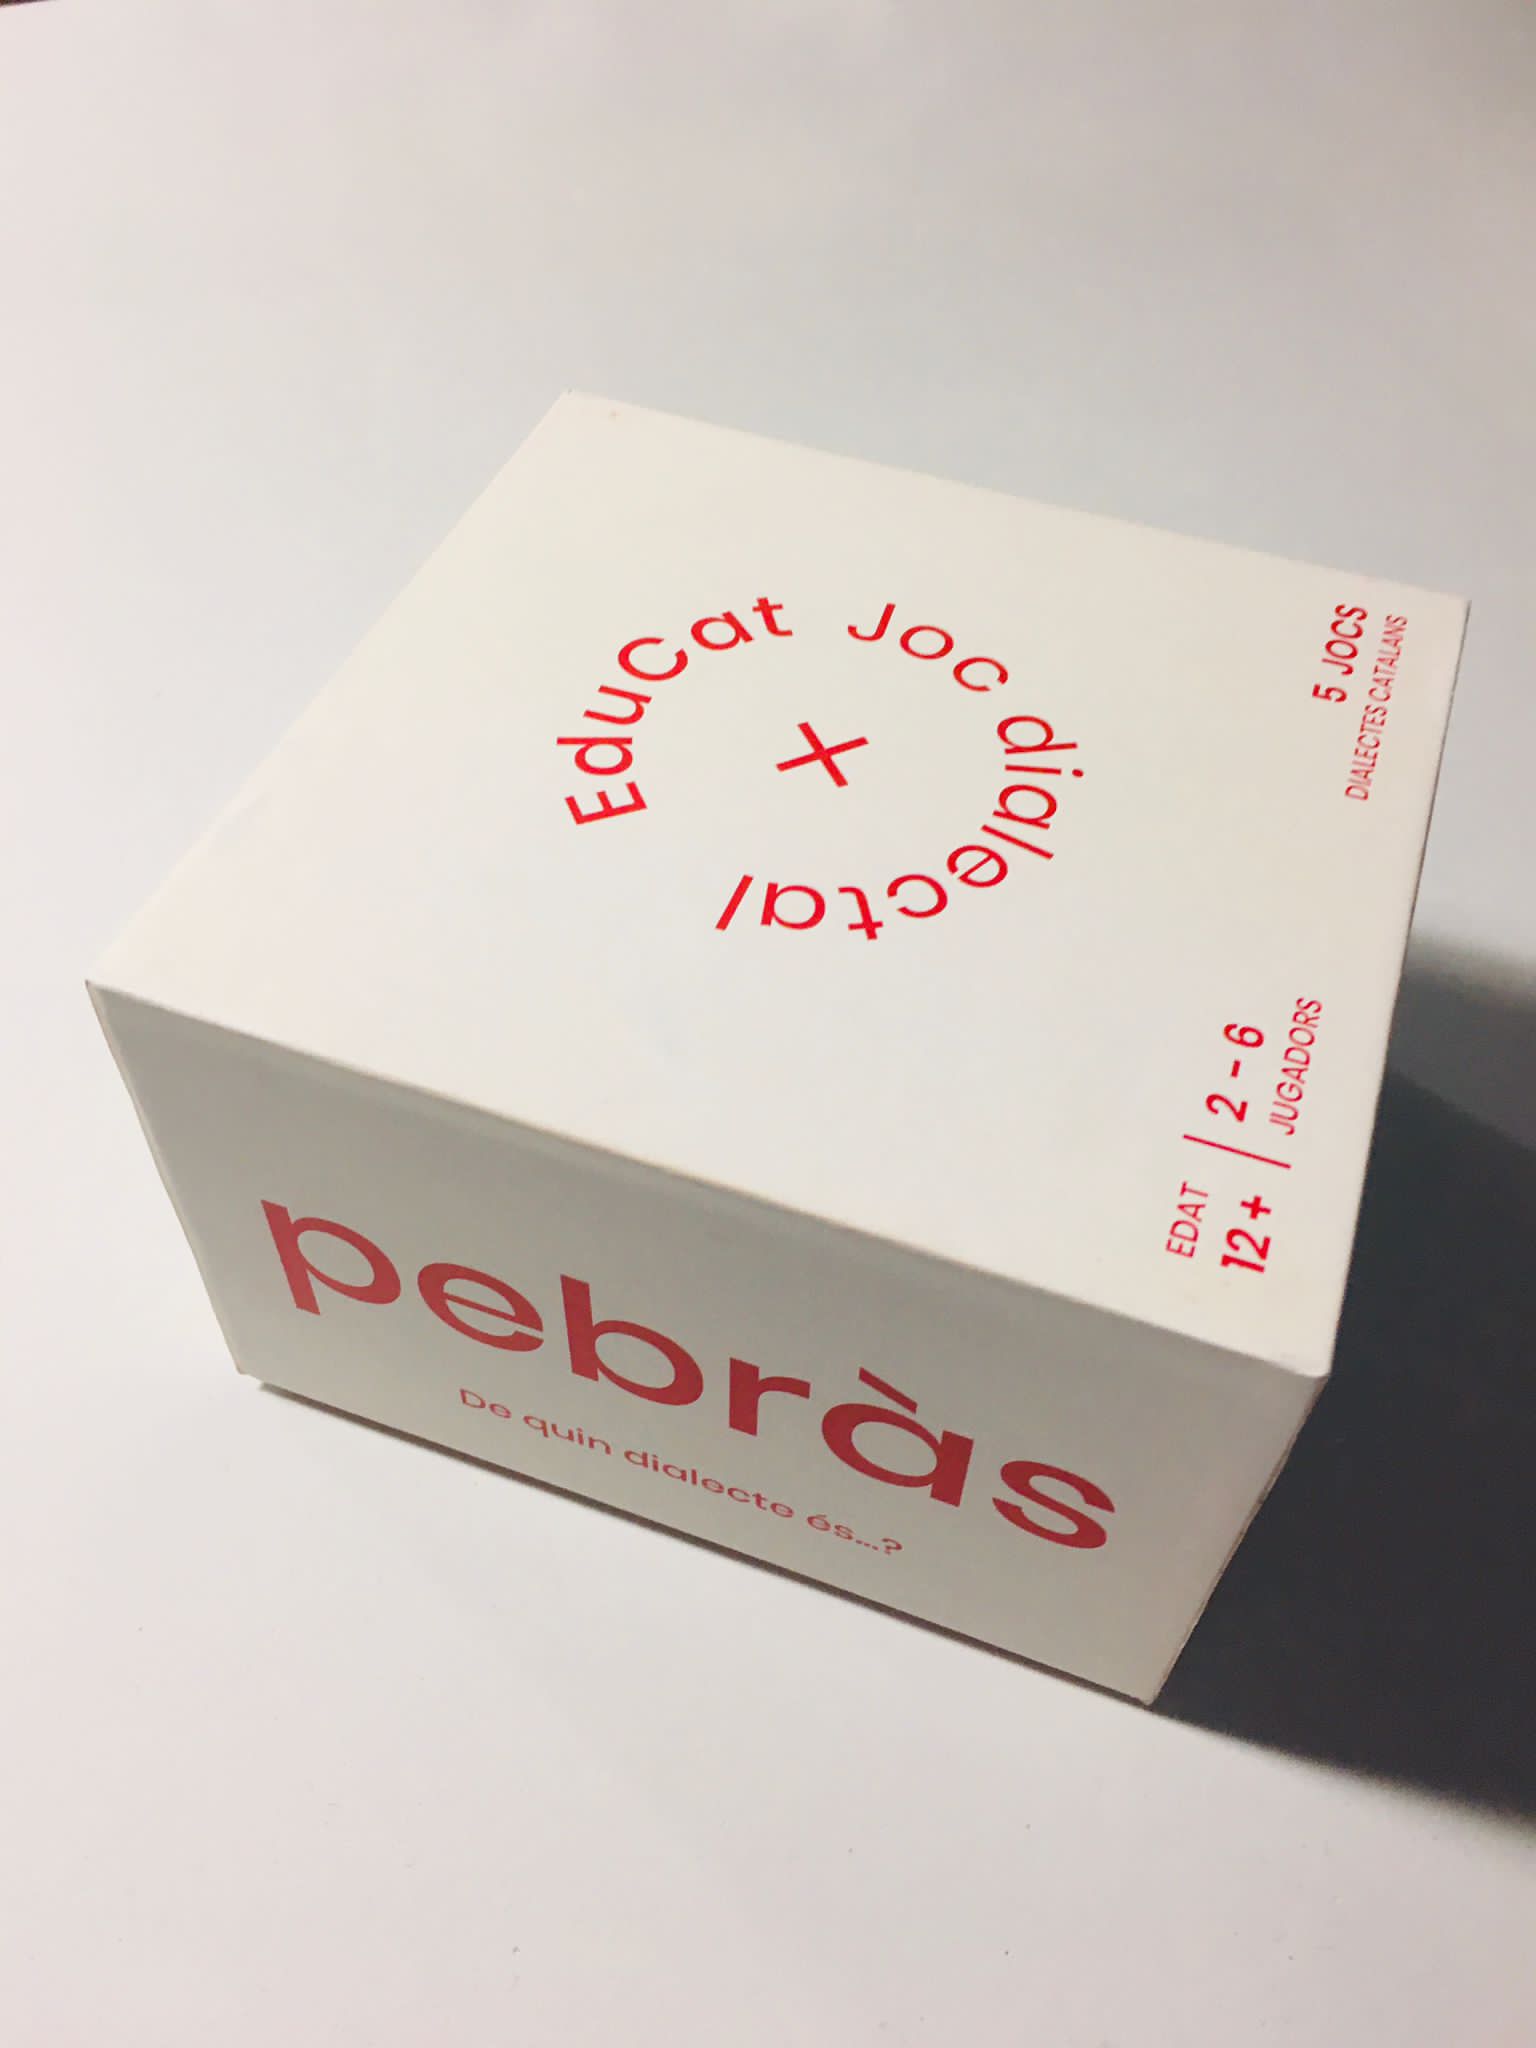 EduCat Joc dialectal
X
5 JOCS
DIALECTES CATALANS
EDAT
12+
2 - 6
JUGADORS
pebràs
De quin dialecte és...?